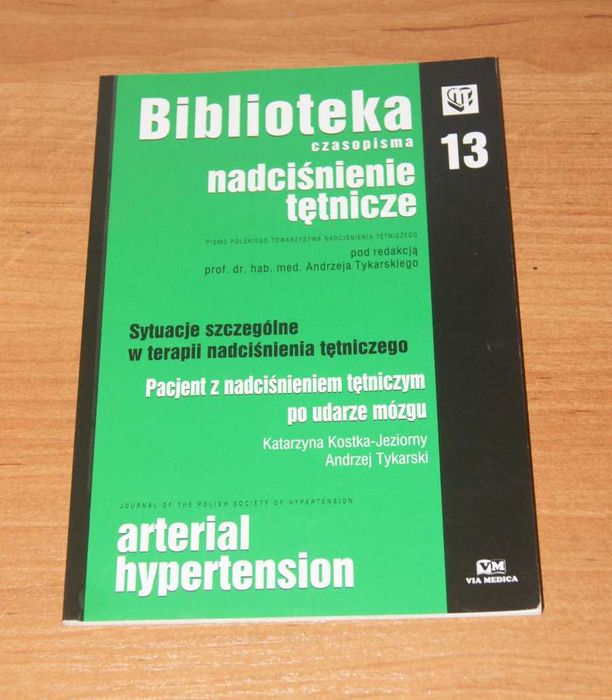 Biblioteka
czasopisma
13
nadciśnienie
tętnicze
PISMO POLSKIEGO TOWARZYSTWA NADCIŚNIENIA TĘTNICZEGO
pod redakcją
prof. dr. hab. med. Andrzeja Tykarskiego
Sytuacje szczególne
w terapii nadciśnienia tętniczego
Pacjent z nadciśnieniem tętniczym
po udarze mózgu
Katarzyna Kostka-Jeziorny
Andrzej Tykarski
JOURNAL OF THE POLISH SOCIETY OF HYPERTENSION
arterial
hypertension
VM
VIA MEDICA